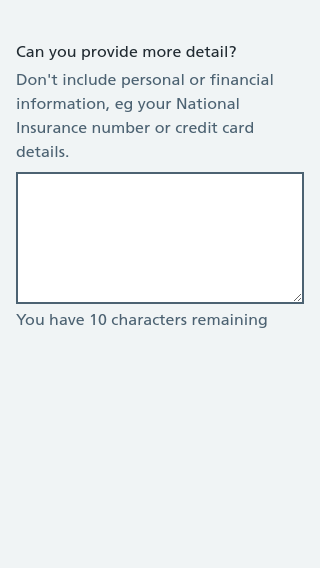 Can you provide more detail?
Don't include personal or financial
information, eg your National
Insurance number or credit card
details.
You have 10 characters remaining